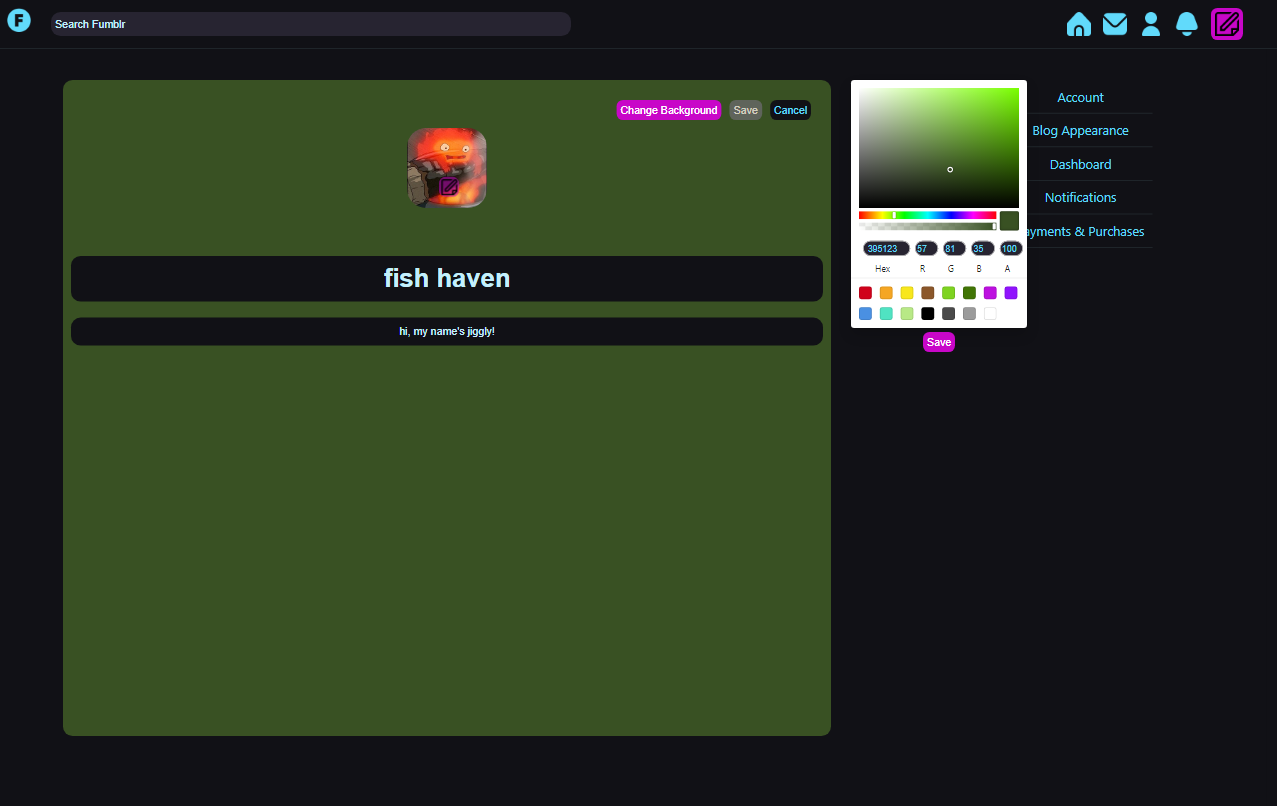 F
Search Fumblr
Change Background
Save
Cancel
fish haven
hi, my name's jiggly!
395123
57
81
35
100
Hex
R
G
B
A
Save
Account
Blog Appearance
Dashboard
Notifications
ayments & Purchases